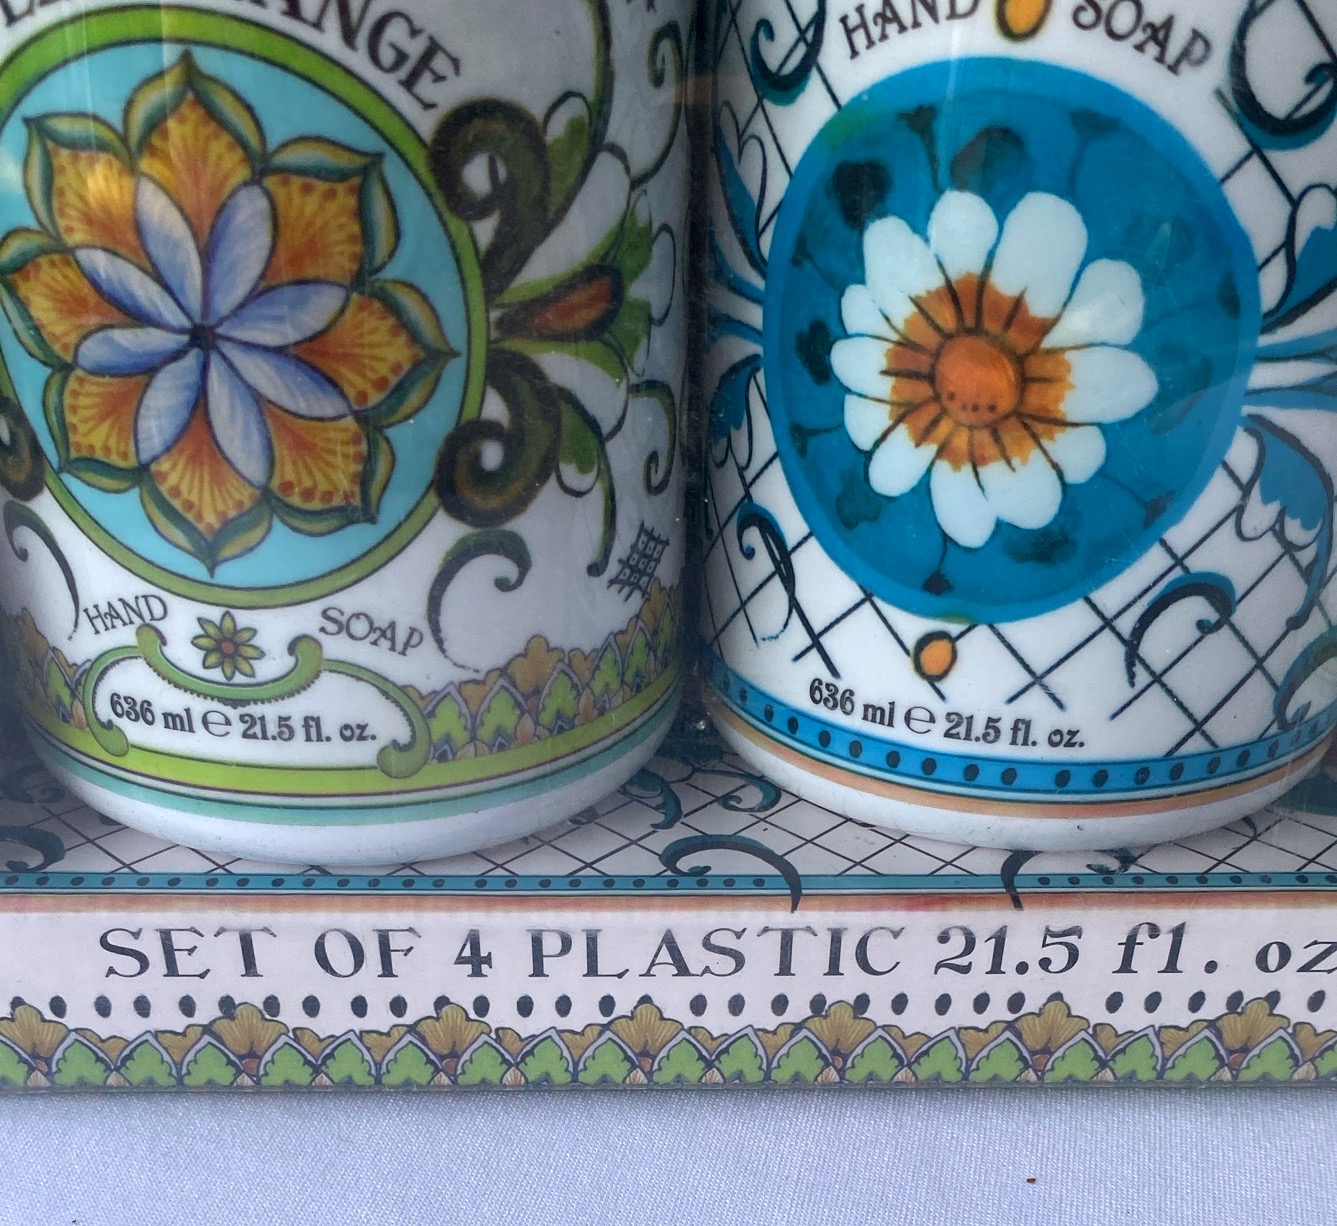 HAND SOAP
HAND SOAP
636 ml ℮ 21.5 fl. oz.
636 ml ℮ 21.5 fl. oz.
SET OF 4 PLASTIC 21.5 fl. oz